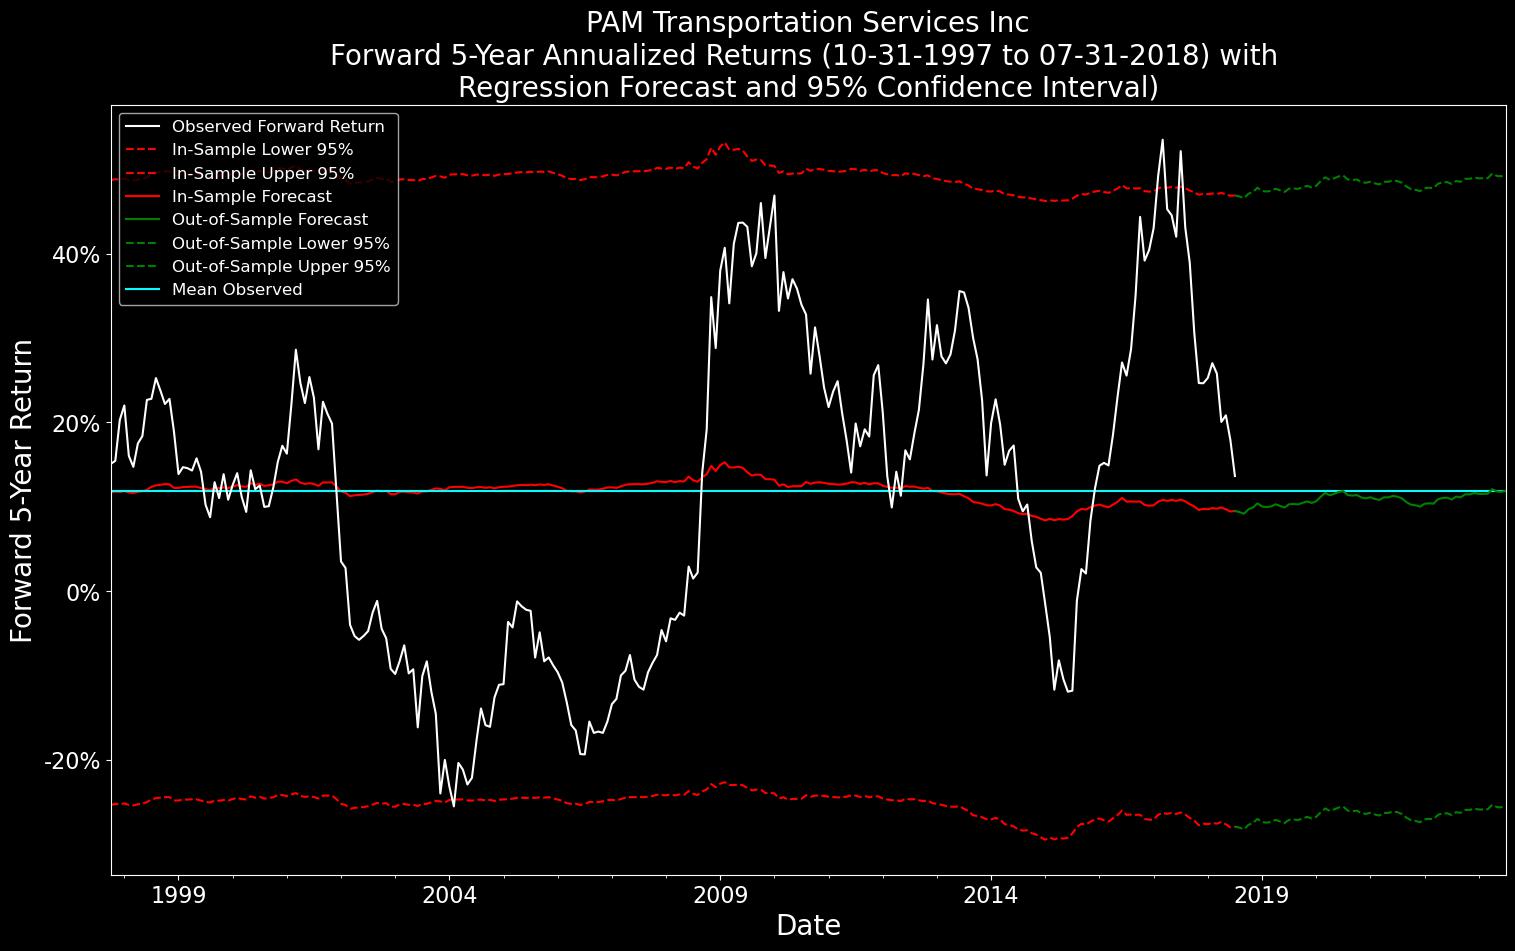 PAM Transportation Services Inc
Forward 5-Year Annualized Returns (10-31-1997 to 07-31-2018) with
Regression Forecast and 95% Confidence Interval)
Observed Forward Return
In-Sample Lower 95%
In-Sample Upper 95%
In-Sample Forecast
Out-of-Sample Forecast
Out-of-Sample Lower 95%
Out-of-Sample Upper 95%
Mean Observed
Forward 5-Year Return
40%
20%
0%
-20%
1999
2004
2009
2014
2019
Date